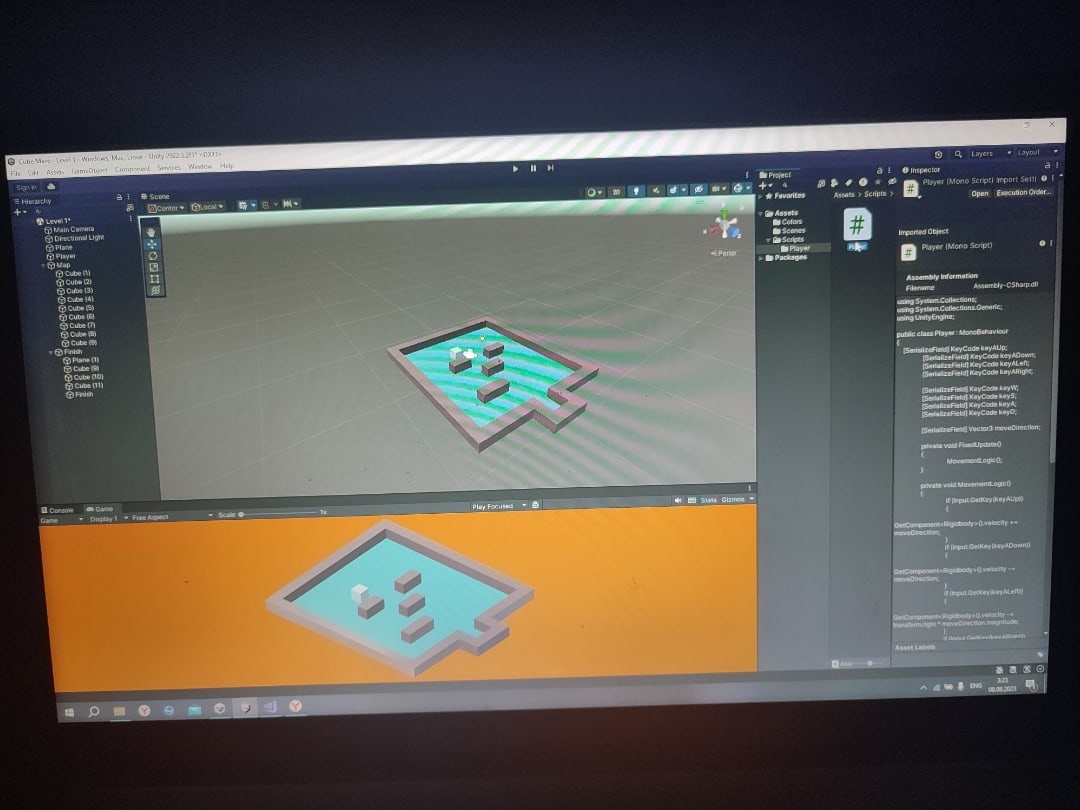 Cube Maze - Level 1 - Windows, Mac, Linux - Unity 2022.3.2f1* <DX11>
File Edit Assets GameObject Component Services Window Help
Sign in
Layers Layout
Hierarchy
Level 1*
Main Camera
Directional Light
Plane
Player
Map
Cube (1)
Cube (2)
Cube (3)
Cube (4)
Cube (5)
Cube (6)
Cube (7)
Cube (8)
Cube (9)
Finish
Plane (1)
Cube (9)
Cube (10)
Cube (11)
Finish
Scene
Center Local
2D
Persp
Console Game
Game Display 1 Free Aspect Scale 1x Play Focused Stats Gizmos
Project
Favorites
Assets
Colors
Scenes
Scripts
Player
Packages
Assets > Scripts >
Inspector
Player (Mono Script) Import Setti
Open Execution Order...
Imported Object
Player (Mono Script)
Assembly Information
Filename Assembly-CSharp.dll
using System.Collections;
using System.Collections.Generic;
using UnityEngine;
public class Player : MonoBehaviour
{
[SerializeField] KeyCode keyAUp;
[SerializeField] KeyCode keyADown;
[SerializeField] KeyCode keyALeft;
[SerializeField] KeyCode keyARight;
[SerializeField] KeyCode keyW;
[SerializeField] KeyCode keyS;
[SerializeField] KeyCode keyA;
[SerializeField] KeyCode keyD;
[SerializeField] Vector3 moveDirection;
private void FixedUpdate()
{
MovementLogic();
}
private void MovementLogic()
{
if (Input.GetKey(keyAUp))
{
GetComponent<Rigidbody>().velocity +=
moveDirection;
}
if (Input.GetKey(keyADown))
{
GetComponent<Rigidbody>().velocity -=
moveDirection;
}
if (Input.GetKey(keyALeft))
{
GetComponent<Rigidbody>().velocity -=
transform.right * moveDirection.magnitude;
}
if (Input.GetKey(keyARight))
Asset Labels
ENG
3:23
08.08.2023